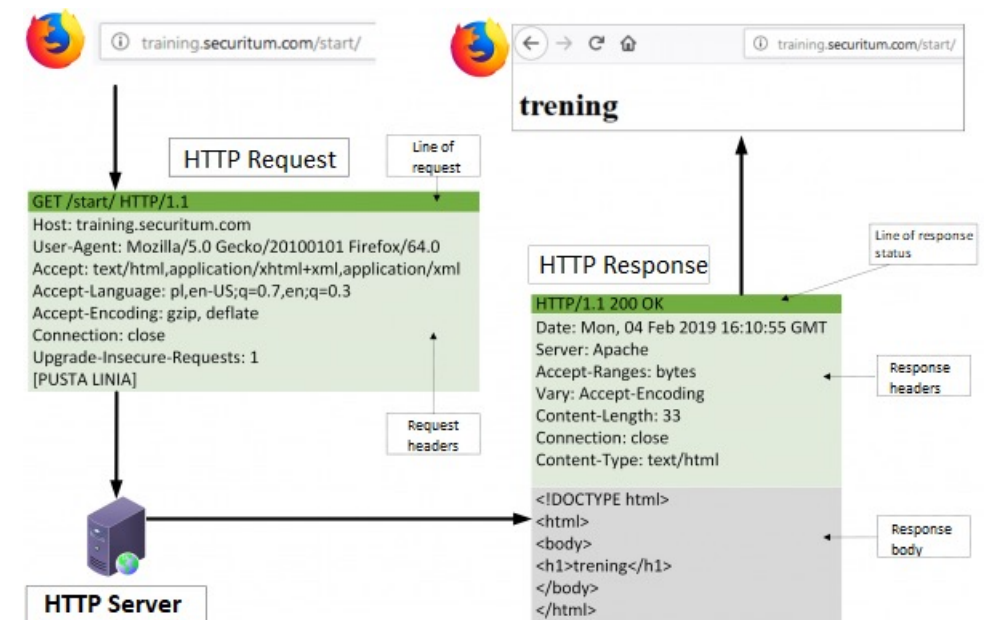 training.securitum.com/start/
HTTP Request
Line of
request
GET /start/ HTTP/1.1
Host: training.securitum.com
User-Agent: Mozilla/5.0 Gecko/20100101 Firefox/64.0
Accept: text/html,application/xhtml+xml,application/xml
Accept-Language: pl,en-US;q=0.7,en;q=0.3
Accept-Encoding: gzip, deflate
Connection: close
Upgrade-Insecure-Requests: 1
[PUSTA LINIA]
Request
headers
HTTP Server
training.securitum.com/start/
trening
HTTP Response
Line of response
status
HTTP/1.1 200 OK
Date: Mon, 04 Feb 2019 16:10:55 GMT
Server: Apache
Accept-Ranges: bytes
Vary: Accept-Encoding
Content-Length: 33
Connection: close
Content-Type: text/html
Response
headers
<!DOCTYPE html>
<html>
<body>
<h1>trening</h1>
</body>
</html>
Response
body